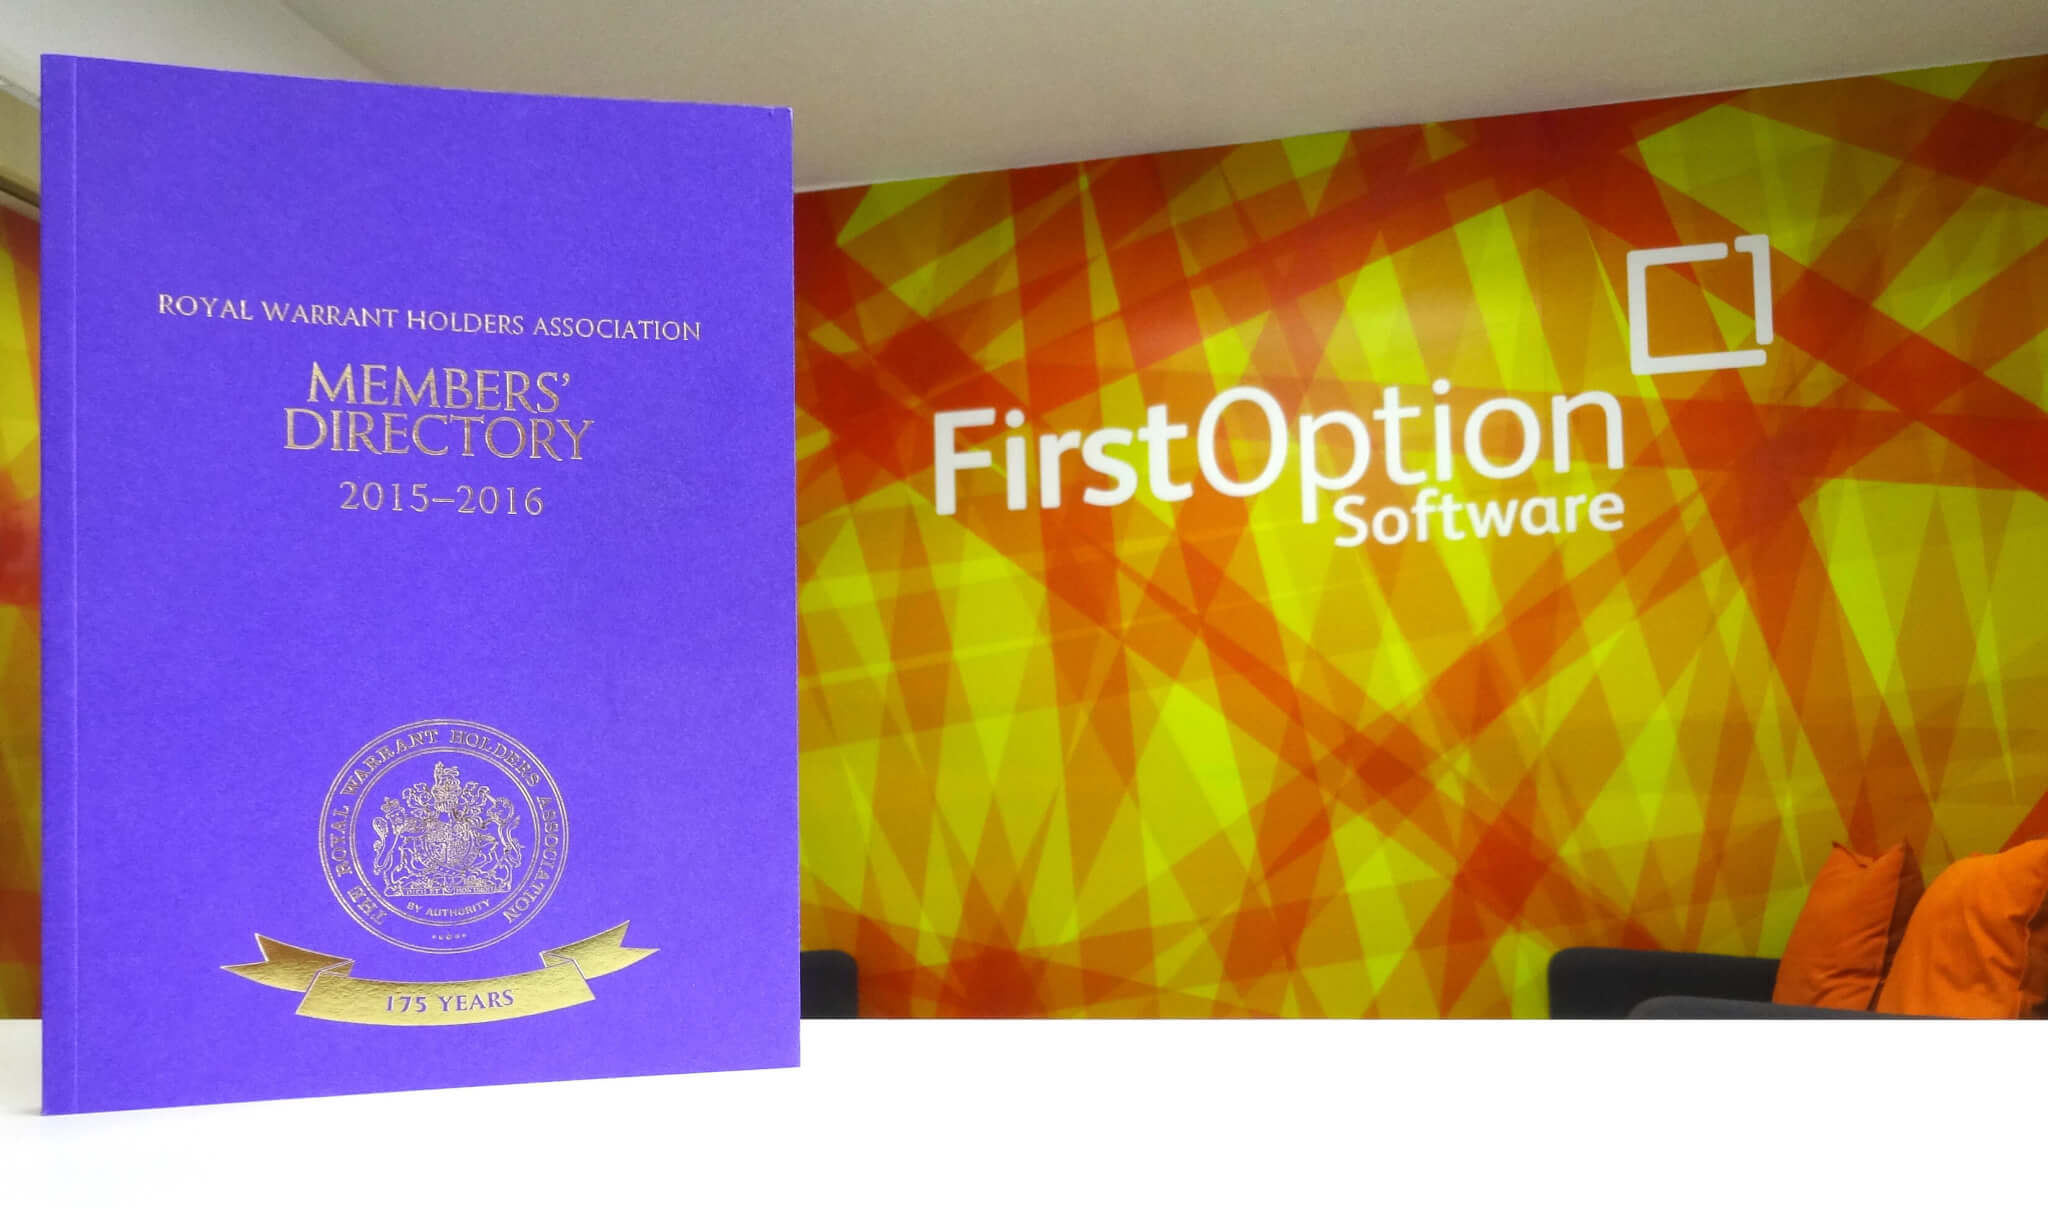 ROYAL WARRANT HOLDERS ASSOCIATION
MEMBERS'
DIRECTORY
2015–2016
THE ROYAL WARRANT HOLDERS ASSOCIATION
BY AUTHORITY
175 YEARS
FirstOption
Software